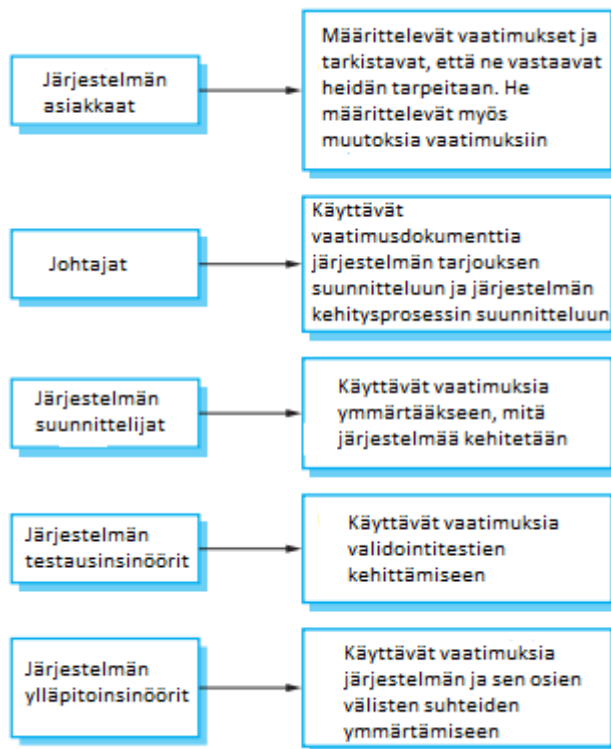 Järjestelmän
asiakkaat
Määrittelevät vaatimukset ja
tarkistavat, että ne vastaavat
heidän tarpeitaan. He
määrittelevät myös
muutoksia vaatimuksiin
Johtajat
Käyttävät
vaatimusdokumenttia
järjestelmän tarjouksen
suunnitteluun ja järjestelmän
kehitysprosessin suunnitteluun
Järjestelmän
suunnittelijat
Käyttävät vaatimuksia
ymmärtääkseen, mitä
järjestelmää kehitetään
Järjestelmän
testausinsinöörit
Käyttävät vaatimuksia
validointitestien
kehittämiseen
Järjestelmän
ylläpitoinsinöörit
Käyttävät vaatimuksia
järjestelmän ja sen osien
välisten suhteiden
ymmärtämiseen